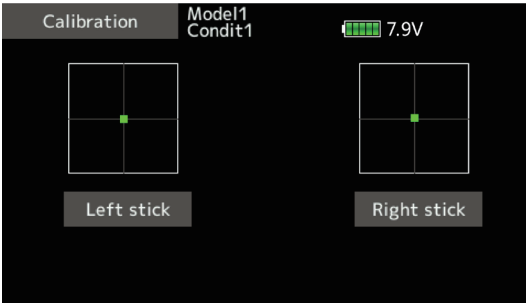 Calibration
Model1
Condit1
7.9V
Left stick
Right stick